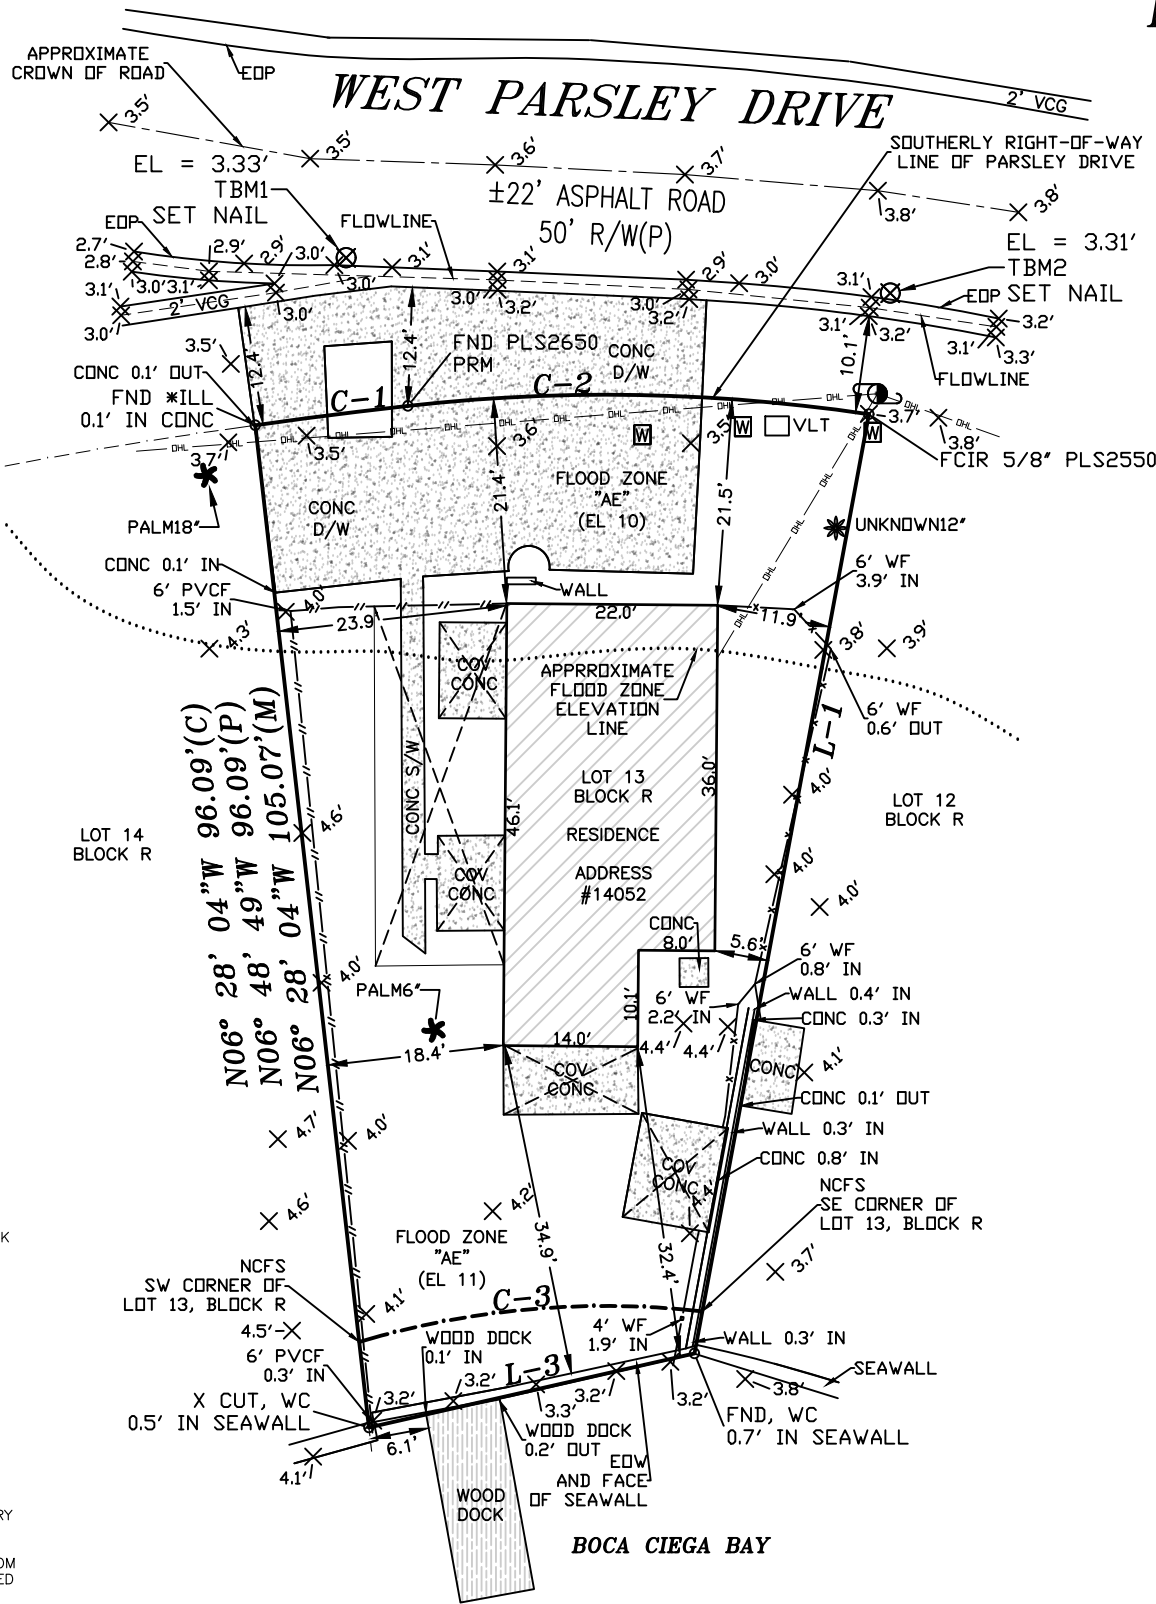 APPROXIMATE
CROWN OF ROAD
EOP
WEST PARSLEY DRIVE
2' VCG
3.5'
3.5'
3.6'
3.7'
3.8'
3.8'
SOUTHERLY RIGHT-OF-WAY
LINE OF PARSLEY DRIVE
EL = 3.33'
TBM1
SET NAIL
±22' ASPHALT ROAD
50' R/W(P)
FLOWLINE
EOP
EL = 3.31'
TBM2
SET NAIL
EOP
2.7'
2.8'
3.0'
3.1'
2.9'
2.9'
3.0'
3.0'
3.1'
3.1'
3.0'
3.2'
2.9'
3.0'
3.0'
3.2'
3.1'
3.1'
3.2'
3.2'
3.1'
3.3'
FLOWLINE
3.1'
3.0'
2' VCG
3.0'
3.5'
12.4'
12.4'
10.1'
CONC 0.1' OUT
FND *ILL
0.1' IN CONC
FND PLS2650
PRM
CONC
D/W
C-1
C-2
OHL OHL OHL OHL OHL OHL OHL OHL
3.7'
3.5'
3.6'
3.5'
W
W
VLT
W
3.7'
3.8'
FCIR 5/8" PLS2550
PALM18"
CONC
D/W
FLOOD ZONE
"AE"
(EL 10)
21.4'
21.5'
OHL
OHL
OHL
UNKNOWN12"
CONC 0.1' IN
6' PVCF
1.5' IN
WALL
6' WF
3.9' IN
4.0'
4.3'
23.9
22.0'
11.9'
3.8'
3.9'
COV
CONC
APPRROXIMATE
FLOOD ZONE
ELEVATION
LINE
6' WF
0.6' OUT
L-1
N06° 28' 04"W 96.09'(C)
N06° 48' 49"W 96.09'(P)
N06° 28' 04"W 105.07'(M)
CONC S/W
46.1'
36.0'
LOT 13
BLOCK R
RESIDENCE
ADDRESS
#14052
4.0'
LOT 12
BLOCK R
LOT 14
BLOCK R
4.6'
COV
CONC
4.0'
4.0'
CONC
8.0'
5.6'
6' WF
0.8' IN
4.0'
PALM6"
10.1'
6' WF
2.2' IN
4.4'
4.4'
WALL 0.4' IN
CONC 0.3' IN
18.4'
14.0'
COV
CONC
CONC
4.1'
CONC 0.1' OUT
4.7'
4.0'
WALL 0.3' IN
CONC 0.8' IN
COV
CONC
4.4'
NCFS
SE CORNER OF
LOT 13, BLOCK R
4.6'
4.2'
K
FLOOD ZONE
"AE"
(EL 11)
34.9'
32.4'
3.7'
NCFS
SW CORNER OF
LOT 13, BLOCK R
4.1'
C-3
4.5'
WOOD DOCK
0.1' IN
4' WF
1.9' IN
WALL 0.3' IN
6' PVCF
0.3' IN
L-3
SEAWALL
X CUT, WC
0.5' IN SEAWALL
3.2'
3.2'
3.3'
3.2'
3.2'
3.8'
FND, WC
0.7' IN SEAWALL
6.1'
WOOD DOCK
0.2' OUT
EOW
AND FACE
OF SEAWALL
4.1'
WOOD
DOCK
RY
BOCA CIEGA BAY
OM
ED